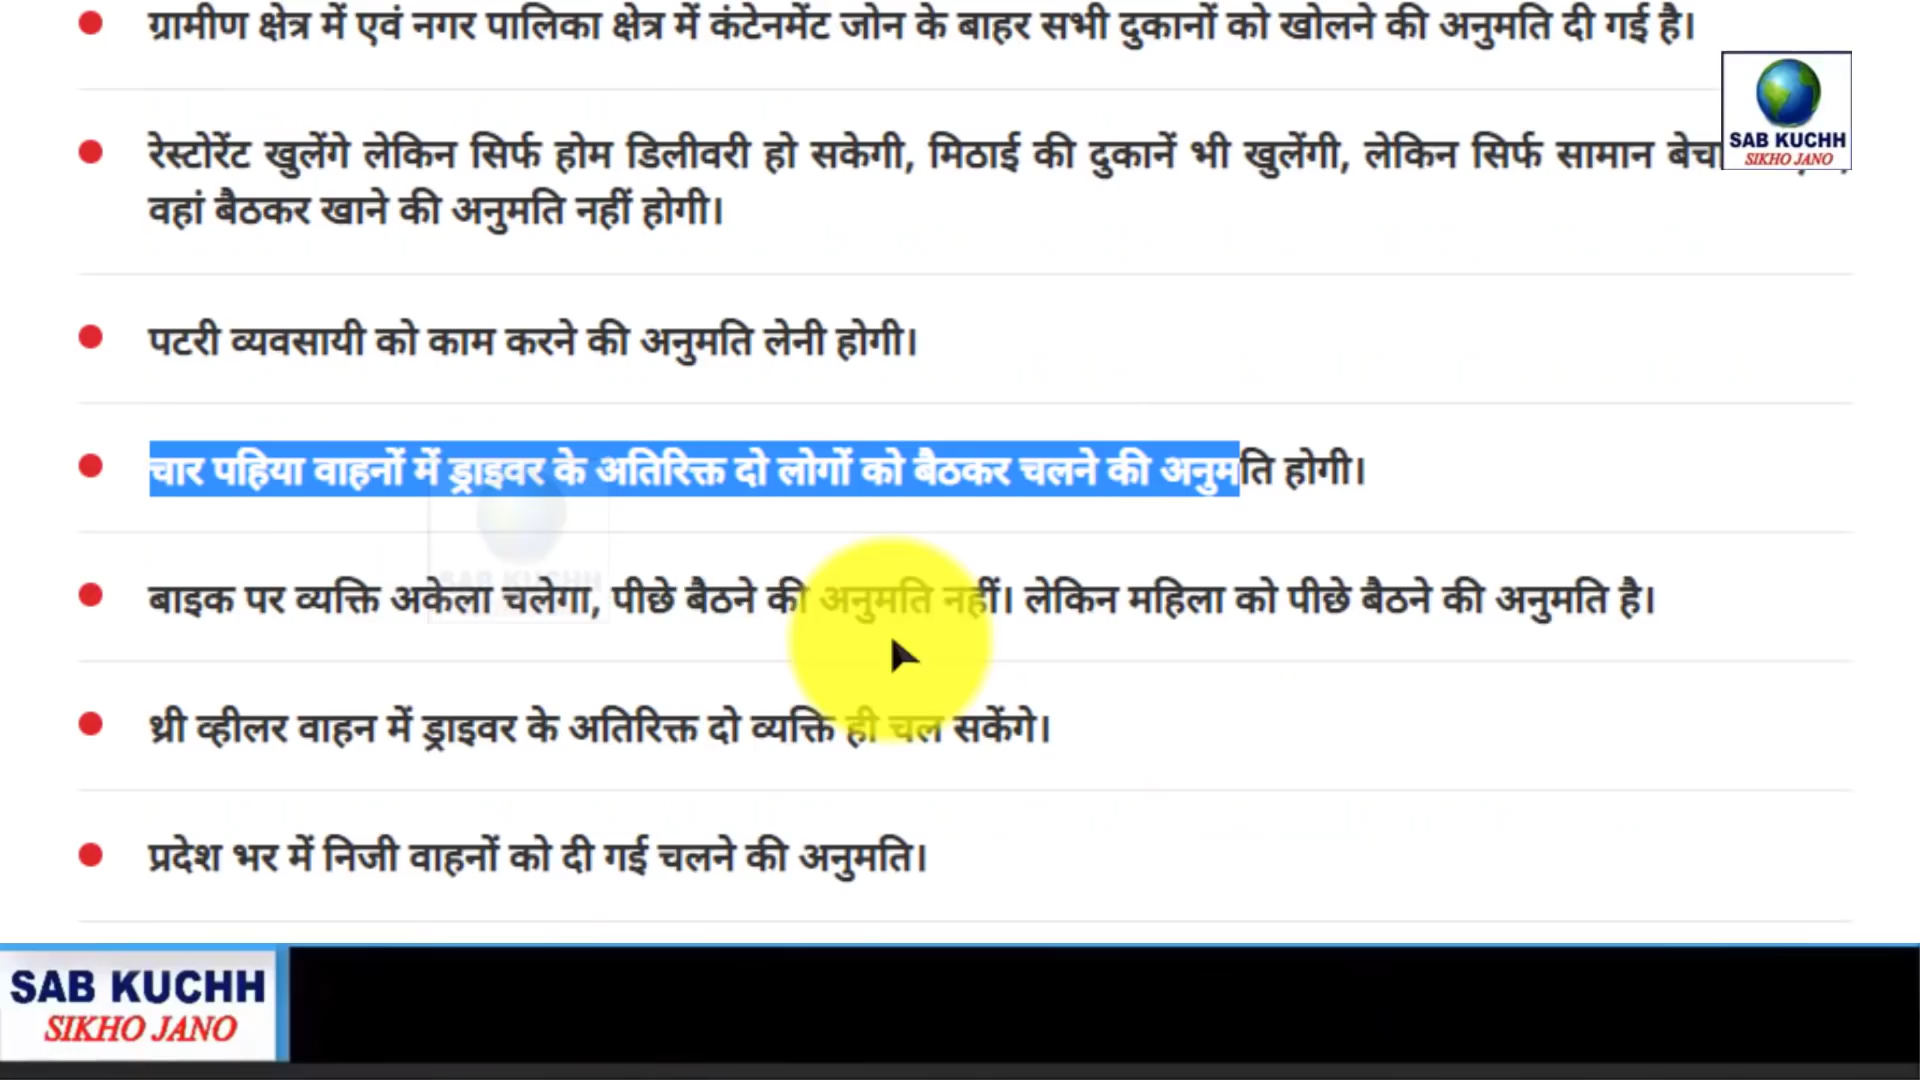 ग्रामीण क्षेत्र में एवं नगर पालिका क्षेत्र में कंटेनमेंट जोन के बाहर सभी दुकानों को खोलने की अनुमति दी गई है।
रेस्टोरेंट खुलेंगे लेकिन सिर्फ होम डिलीवरी हो सकेगी, मिठाई की दुकानें भी खुलेंगी, लेकिन सिर्फ सामान
वहां बैठकर खाने की अनुमति नहीं होगी।
पटरी व्यवसायी को काम करने की अनुमति लेनी होगी।
चार पहिया वाहनों में ड्राइवर के अतिरिक्त दो लोगों को बैठकर चलने की अनुमति होगी।
बाइक पर व्यक्ति अकेला चलेगा, पीछे बैठने की अनुमति नहीं। लेकिन महिला को पीछे बैठने की अनुमति है।
थ्री व्हीलर वाहन में ड्राइवर के अतिरिक्त दो व्यक्ति ही चल सकेंगे।
प्रदेश भर में निजी वाहनों को दी गई चलने की अनुमति।
SAB KUCHH
SIKHO JANO
SAB KUCHH
SAB KUCHH
SIKHO JANO